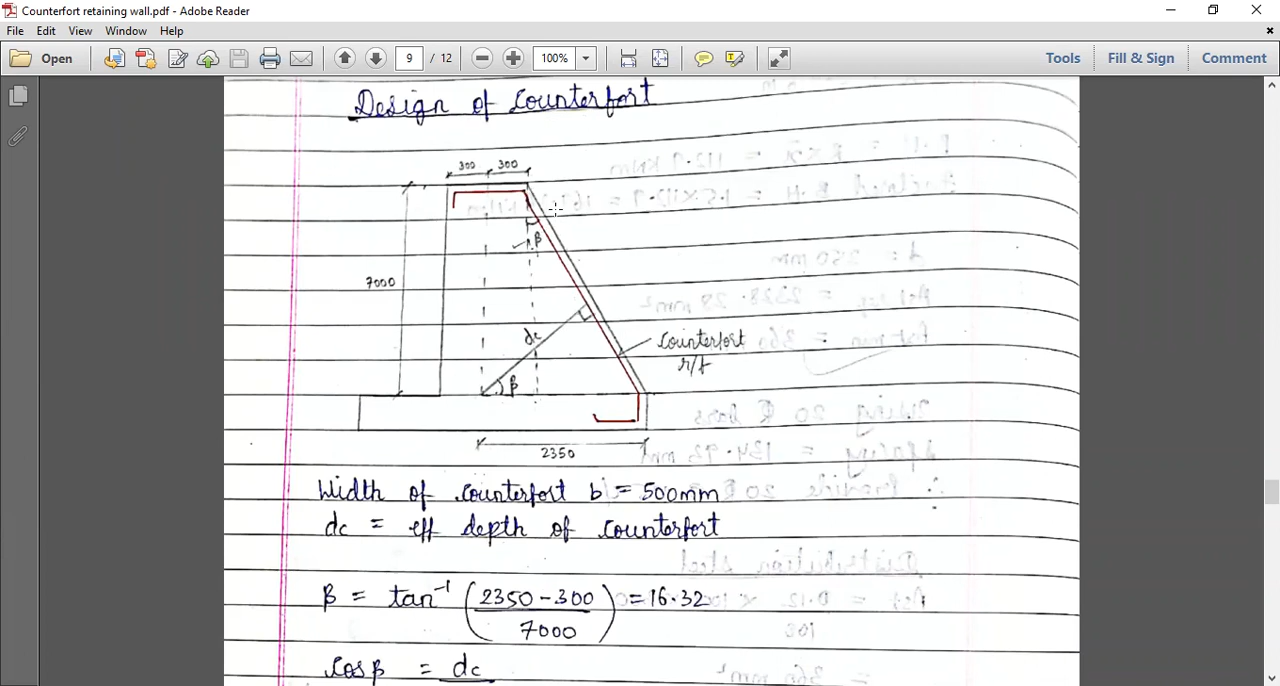 Counterfort retaining wall.pdf - Adobe Reader
File Edit View Window Help
Open 9 / 12 100% Tools Fill & Sign Comment
Design of Counterfort
300 300
β
7000
dc
Counterfort
r/f
β
2350
Width of counterfort b = 500mm
dc = eff depth of counterfort
β = tan⁻¹ (2350 - 300 / 7000) = 16.32
Cosβ = dc